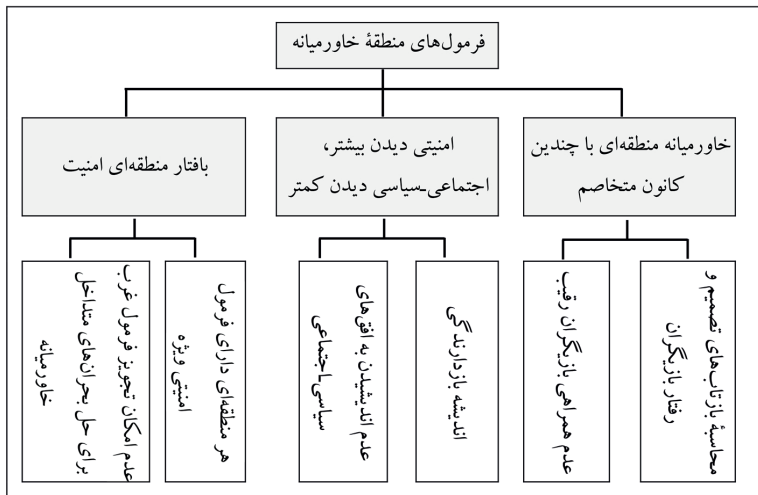 فرمول‌های منطقهٔ خاورمیانه
خاورمیانه منطقه‌ای با چندین
کانون متخاصم
امنیتی دیدن بیشتر،
اجتماعی-سیاسی دیدن کمتر
بافتار منطقه‌ای امنیت
محاسبهٔ بازتاب‌های تصمیم و
رفتار بازیگران
عدم همراهی بازیگران رقیب
اندیشه بازدارندگی
عدم اندیشیدن به افق‌های
سیاسی-اجتماعی
هر منطقه‌ای دارای فرمول
امنیتی ویژه
عدم امکان تجویز فرمول غرب
برای حل بحران‌های متداخل
خاورمیانه